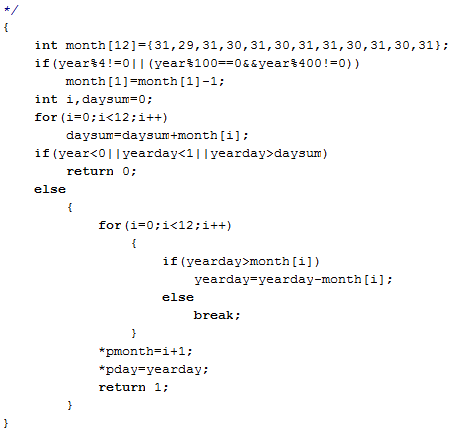 */
{
    int month[12]={31,29,31,30,31,30,31,31,30,31,30,31};
    if(year%4!=0||(year%100==0&&year%400!=0))
        month[1]=month[1]-1;
    int i,daysum=0;
    for(i=0;i<12;i++)
        daysum=daysum+month[i];
    if(year<0||yearday<1||yearday>daysum)
        return 0;
    else
        {
            for(i=0;i<12;i++)
                {
                    if(yearday>month[i])
                        yearday=yearday-month[i];
                    else
                        break;
                }
            *pmonth=i+1;
            *pday=yearday;
            return 1;
        }
}